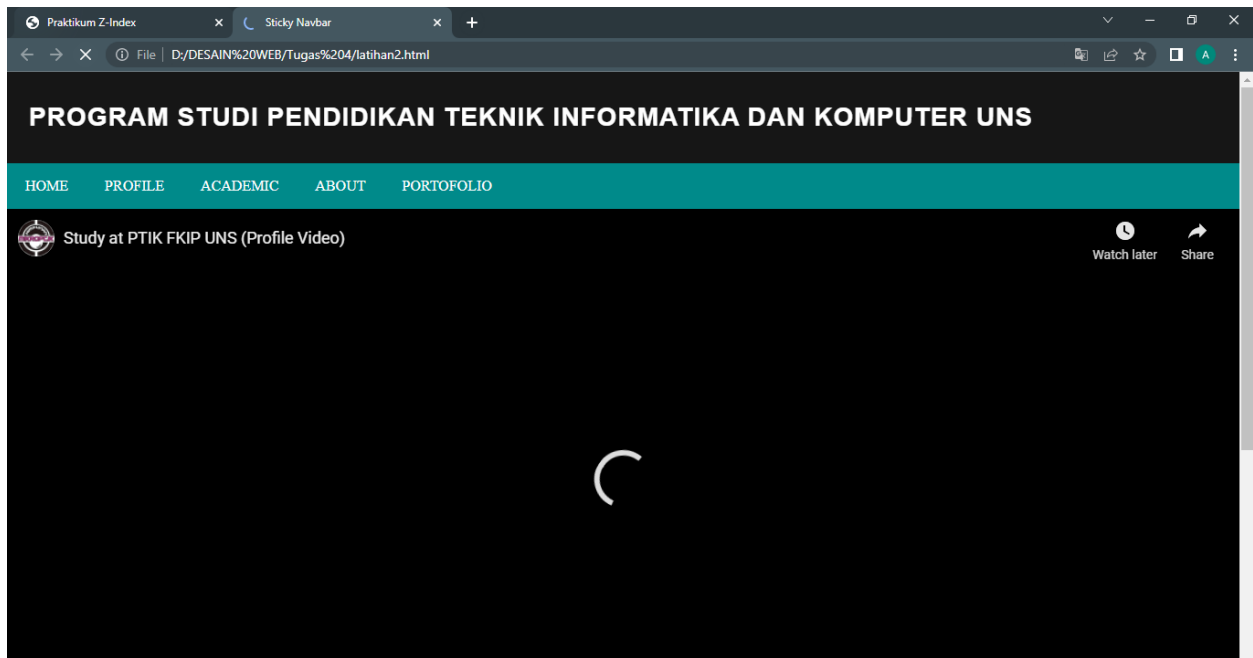 Praktikum Z-Index
Sticky Navbar
File | D:/DESAIN%20WEB/Tugas%204/latihan2.html
A
PROGRAM STUDI PENDIDIKAN TEKNIK INFORMATIKA DAN KOMPUTER UNS
HOME PROFILE ACADEMIC ABOUT PORTOFOLIO
Study at PTIK FKIP UNS (Profile Video)
Watch later Share